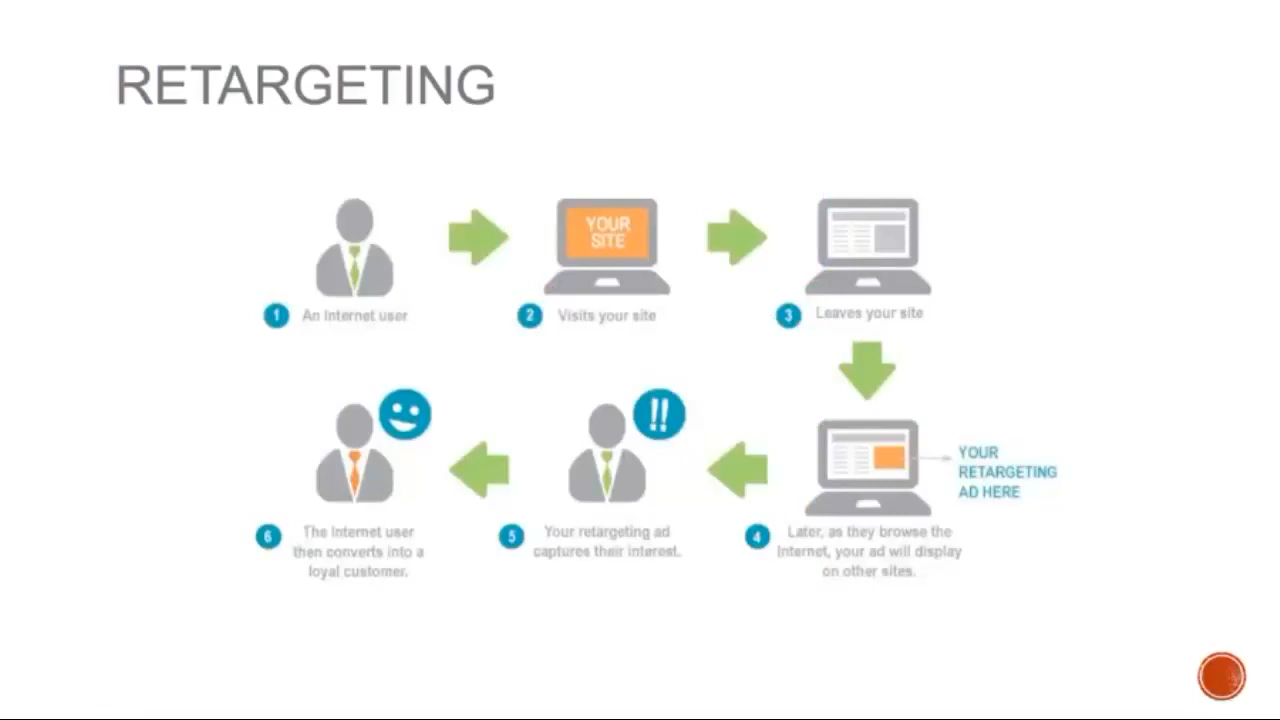 RETARGETING
YOUR
SITE
1 An Internet user
2 Visits your site
3 Leaves your site
!!
YOUR
RETARGETING
AD HERE
6 The Internet user
then converts into a
loyal customer.
5 Your retargeting ad
captures their interest.
4 Later, as they browse the
Internet, your ad will display
on other sites.